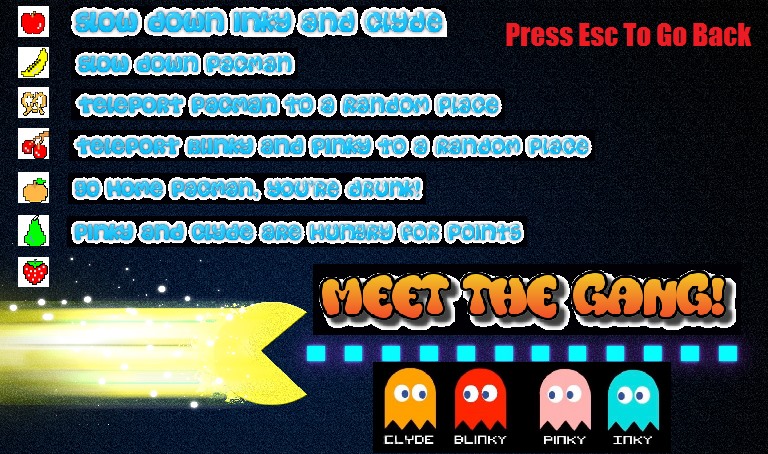 Slow down Inky and Clyde
Press Esc To Go Back
Slow down Pacman
Teleport Pacman to a random place
Teleport Blinky and Pinky to a random place
Go Home Pacman, you're drunk!
Pinky and Clyde are hungry for points
MEET THE GANG!
CLYDE BLINKY PINKY INKY